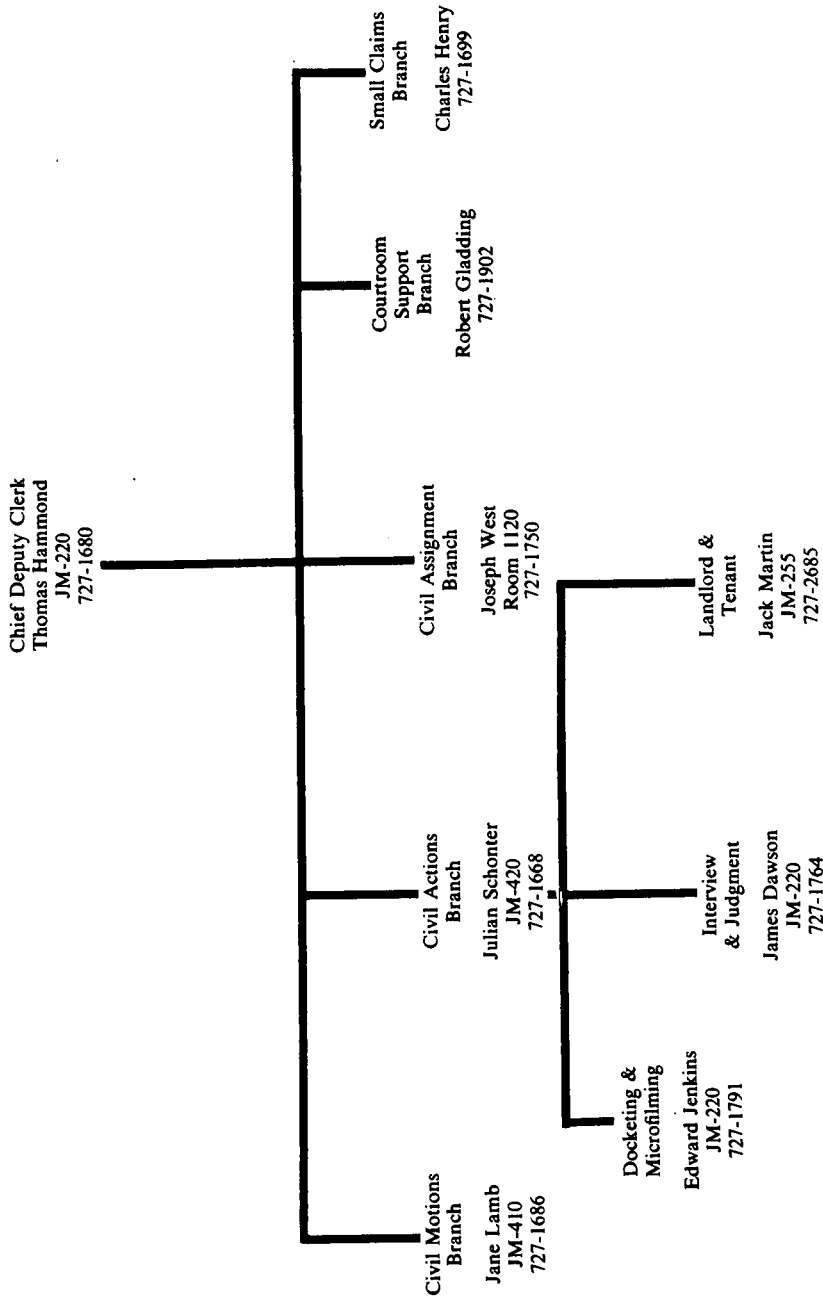 Chief Deputy Clerk
Thomas Hammond
JM-220
727-1680
Civil Motions
Branch
Jane Lamb
JM-410
727-1686
Civil Actions
Branch
Julian Schonter
JM-420
727-1668
Civil Assignment
Branch
Joseph West
Room 1120
727-1750
Courtroom
Support
Branch
Robert Gladding
727-1902
Small Claims
Branch
Charles Henry
727-1699
Docketing &
Microfilming
Edward Jenkins
JM-220
727-1791
Interview
& Judgment
James Dawson
JM-220
727-1764
Landlord &
Tenant
Jack Martin
JM-255
727-2685